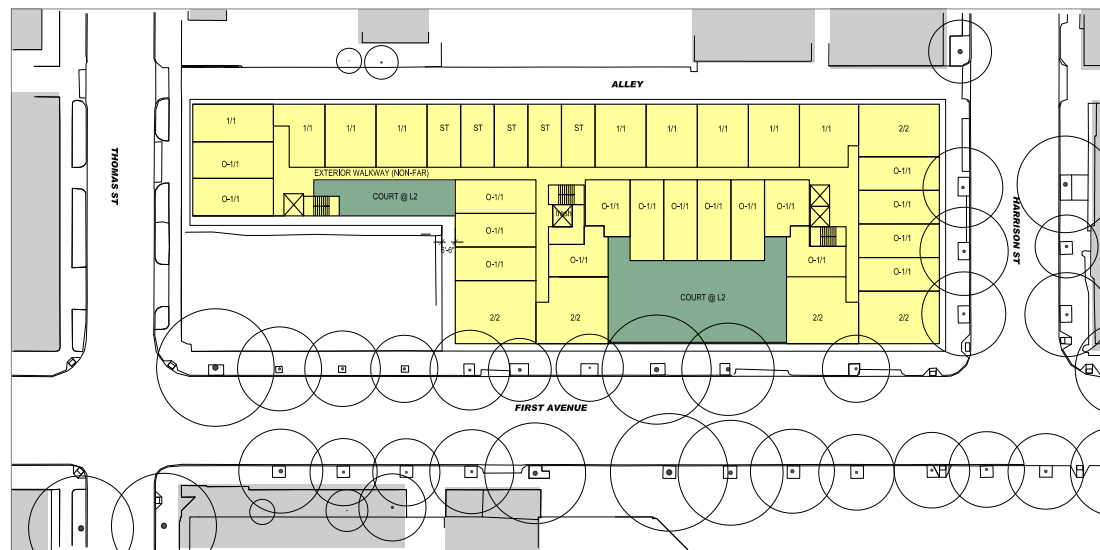 ALLEY
1/1
1/1
1/1
1/1
ST
ST
ST
ST
ST
1/1
1/1
1/1
1/1
1/1
2/2
THOMAS ST
O-1/1
EXTERIOR WALKWAY (NON-FAR)
O-1/1
O-1/1
COURT @ L2
O-1/1
trash
O-1/1
O-1/1
O-1/1
O-1/1
O-1/1
O-1/1
O-1/1
HARRISON ST
O-1/1
O-1/1
5'-6"
O-1/1
O-1/1
O-1/1
O-1/1
COURT @ L2
2/2
2/2
2/2
2/2
FIRST AVENUE